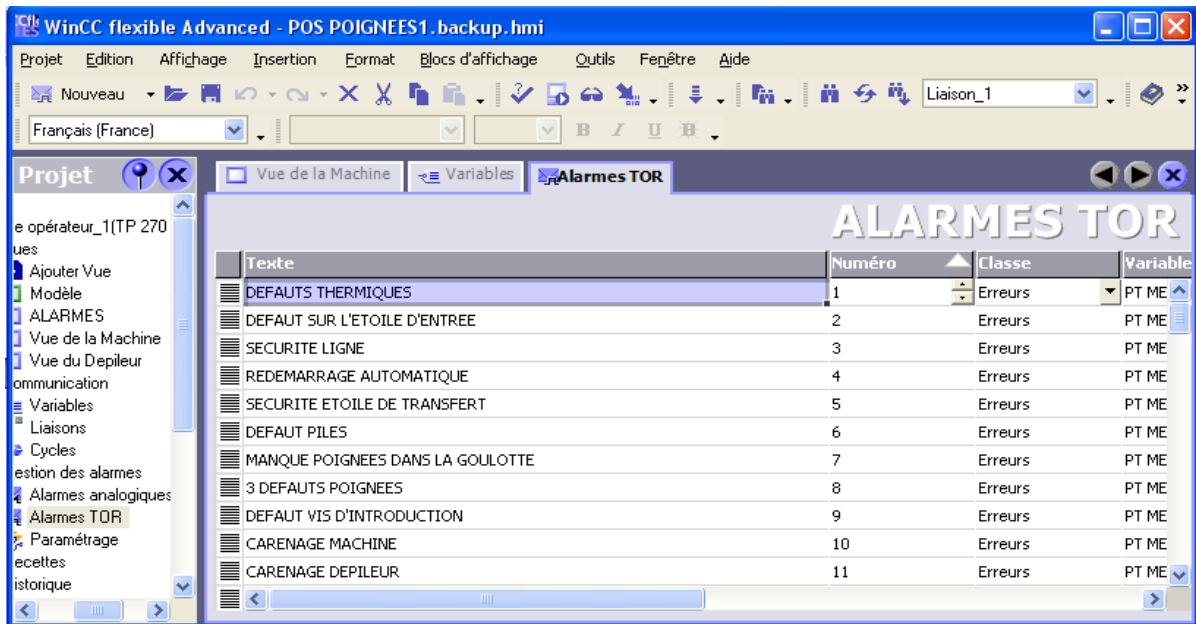 WinCC flexible Advanced - POS POIGNEES1.backup.hmi
Projet Edition Affichage Insertion Format Blocs d'affichage Outils Fenêtre Aide
Nouveau Liaison_1
Français (France) B I U
Projet Vue de la Machine Variables Alarmes TOR
ALARMES TOR
e opérateur_1(TP 270
ues
Ajouter Vue
Modèle
ALARMES
Vue de la Machine
Vue du Depileur
ommunication
Variables
Liaisons
Cycles
estion des alarmes
Alarmes analogiques
Alarmes TOR
Paramétrage
ecettes
istorique
Texte Numéro Classe Variable
DEFAUTS THERMIQUES 1 Erreurs PT ME
DEFAUT SUR L'ETOILE D'ENTREE 2 Erreurs PT ME
SECURITE LIGNE 3 Erreurs PT ME
REDEMARRAGE AUTOMATIQUE 4 Erreurs PT ME
SECURITE ETOILE DE TRANSFERT 5 Erreurs PT ME
DEFAUT PILES 6 Erreurs PT ME
MANQUE POIGNEES DANS LA GOULOTTE 7 Erreurs PT ME
3 DEFAUTS POIGNEES 8 Erreurs PT ME
DEFAUT VIS D'INTRODUCTION 9 Erreurs PT ME
CARENAGE MACHINE 10 Erreurs PT ME
CARENAGE DEPILEUR 11 Erreurs PT ME